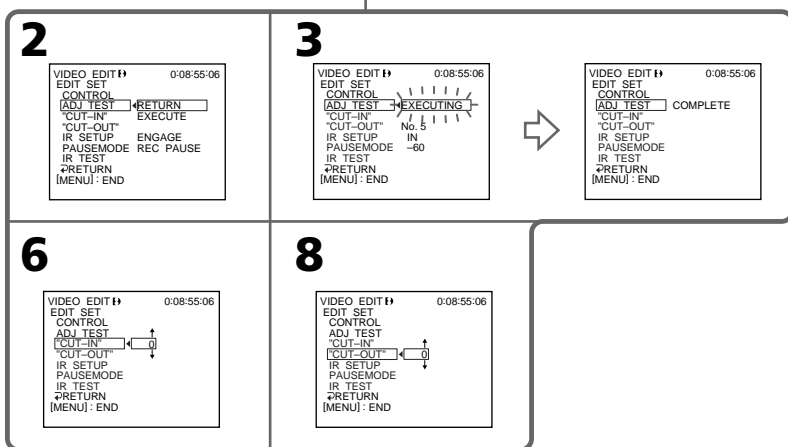 2
VIDEO EDIT 0:08:55:06
EDIT SET
CONTROL
ADJ TEST RETURN
"CUT–IN" EXECUTE
"CUT–OUT"
IR SETUP ENGAGE
PAUSEMODE REC PAUSE
IR TEST
RETURN
[MENU] : END
3
VIDEO EDIT 0:08:55:06
EDIT SET
CONTROL
ADJ TEST EXECUTING
"CUT–IN"
"CUT–OUT" No. 5
IR SETUP IN
PAUSEMODE –60
IR TEST
RETURN
[MENU] : END
VIDEO EDIT 0:08:55:06
EDIT SET
CONTROL
ADJ TEST COMPLETE
"CUT–IN"
"CUT–OUT"
IR SETUP
PAUSEMODE
IR TEST
RETURN
[MENU] : END
6
VIDEO EDIT 0:08:55:06
EDIT SET
CONTROL
ADJ TEST
"CUT–IN" 0
"CUT–OUT"
IR SETUP
PAUSEMODE
IR TEST
RETURN
[MENU] : END
8
VIDEO EDIT 0:08:55:06
EDIT SET
CONTROL
ADJ TEST
"CUT–IN"
"CUT–OUT" 0
IR SETUP
PAUSEMODE
IR TEST
RETURN
[MENU] : END